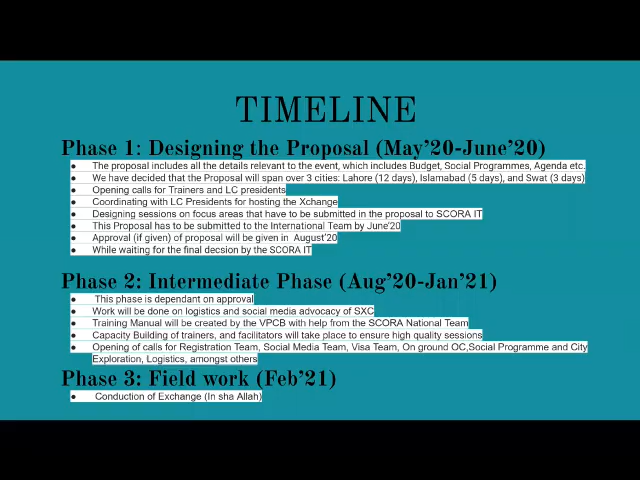 TIMELINE
Phase 1: Designing the Proposal (May’20-June’20)
● The proposal includes all the details relevant to the event, which includes Budget, Social Programmes, Agenda etc.
● We have decided that the Proposal will span over 3 cities: Lahore (12 days), Islamabad (5 days), and Swat (3 days)
● Opening calls for Trainers and LC presidents
● Coordinating with LC Presidents for hosting the Xchange
● Designing sessions on focus areas that have to be submitted in the proposal to SCORA IT
● This Proposal has to be submitted to the International Team by June’20
● Approval (if given) of proposal will be given in August’20
● While waiting for the final decsion by the SCORA IT
Phase 2: Intermediate Phase (Aug’20-Jan’21)
● This phase is dependant on approval
● Work will be done on logistics and social media advocacy of SXC
● Training Manual will be created by the VPCB with help from the SCORA National Team
● Capacity Building of trainers, and facilitators will take place to ensure high quality sessions
● Opening of calls for Registration Team, Social Media Team, Visa Team, On ground OC,Social Programme and City
Exploration, Logistics, amongst others
Phase 3: Field work (Feb’21)
● Conduction of Exchange (In sha Allah)